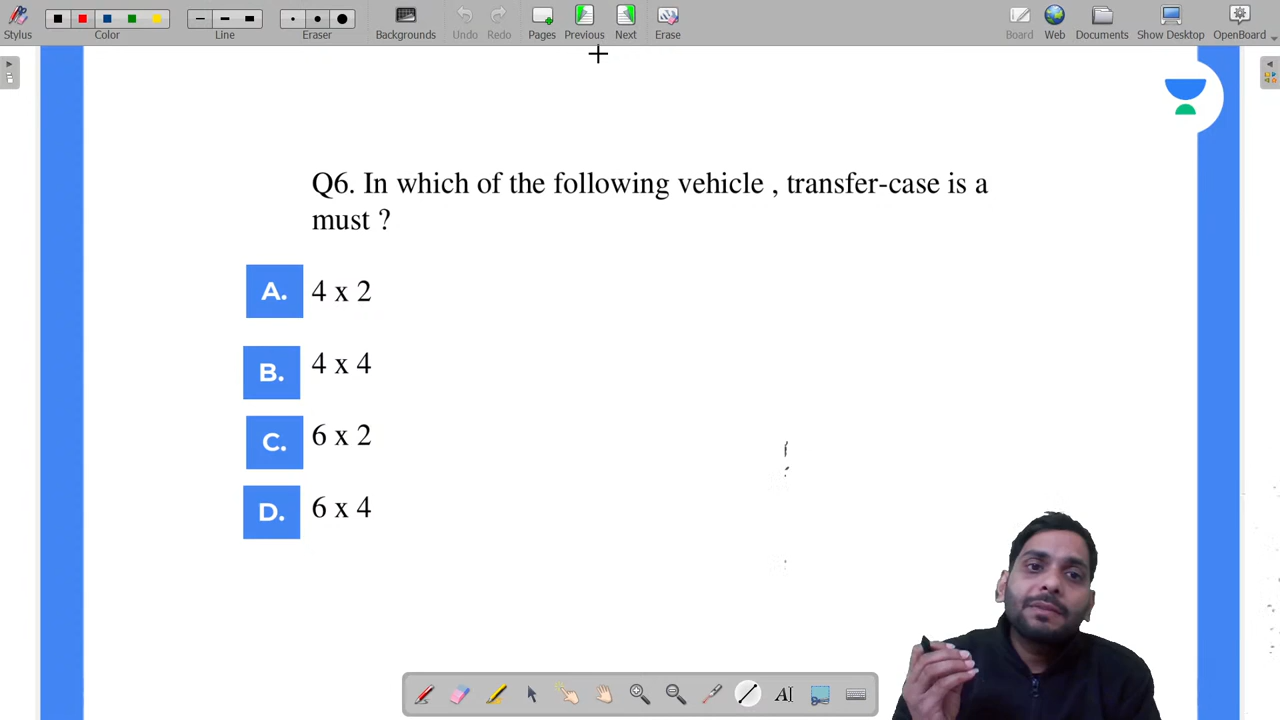 Stylus
Color
Line
Eraser
Backgrounds
Undo
Redo
Pages
Previous
Next
Erase
Board
Web
Documents
Show Desktop
OpenBoard
Q6. In which of the following vehicle , transfer-case is a
must ?
A. 4 x 2
B. 4 x 4
C. 6 x 2
D. 6 x 4
AI